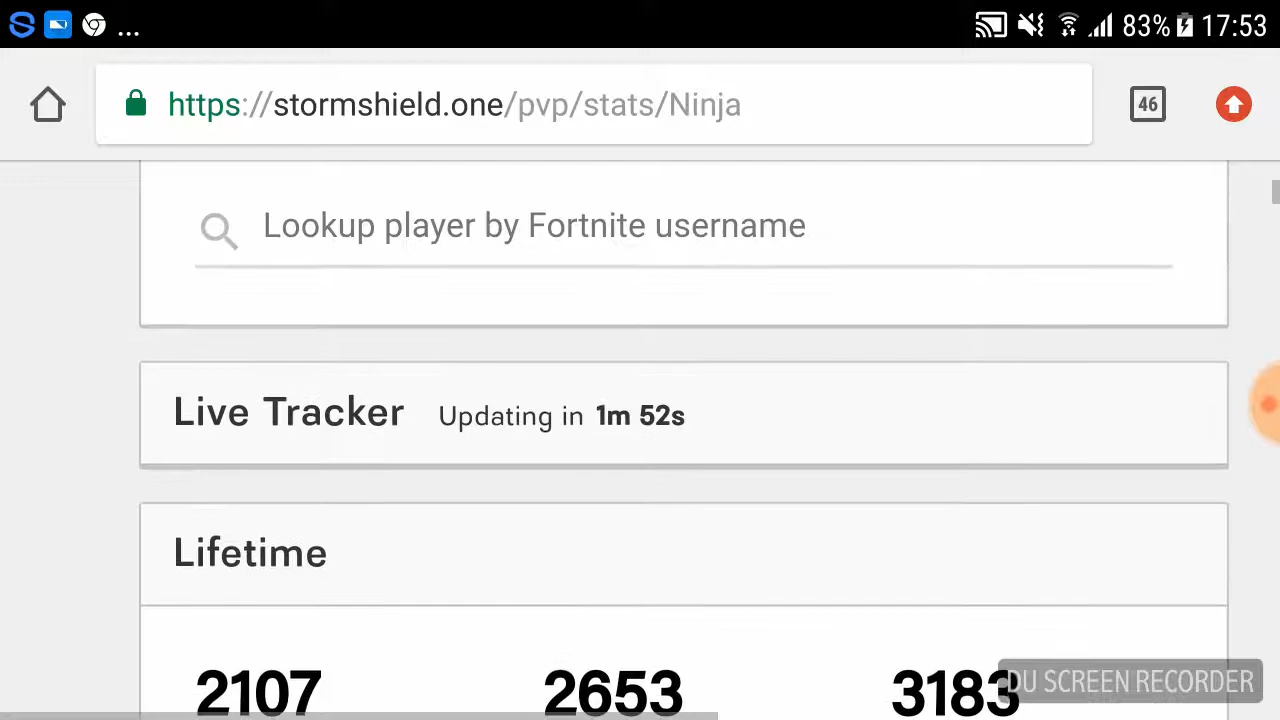 ... 83% 17:53
https://stormshield.one/pvp/stats/Ninja 46
Lookup player by Fortnite username
Live Tracker Updating in 1m 52s
Lifetime
2107 2653 3183
DU SCREEN RECORDER